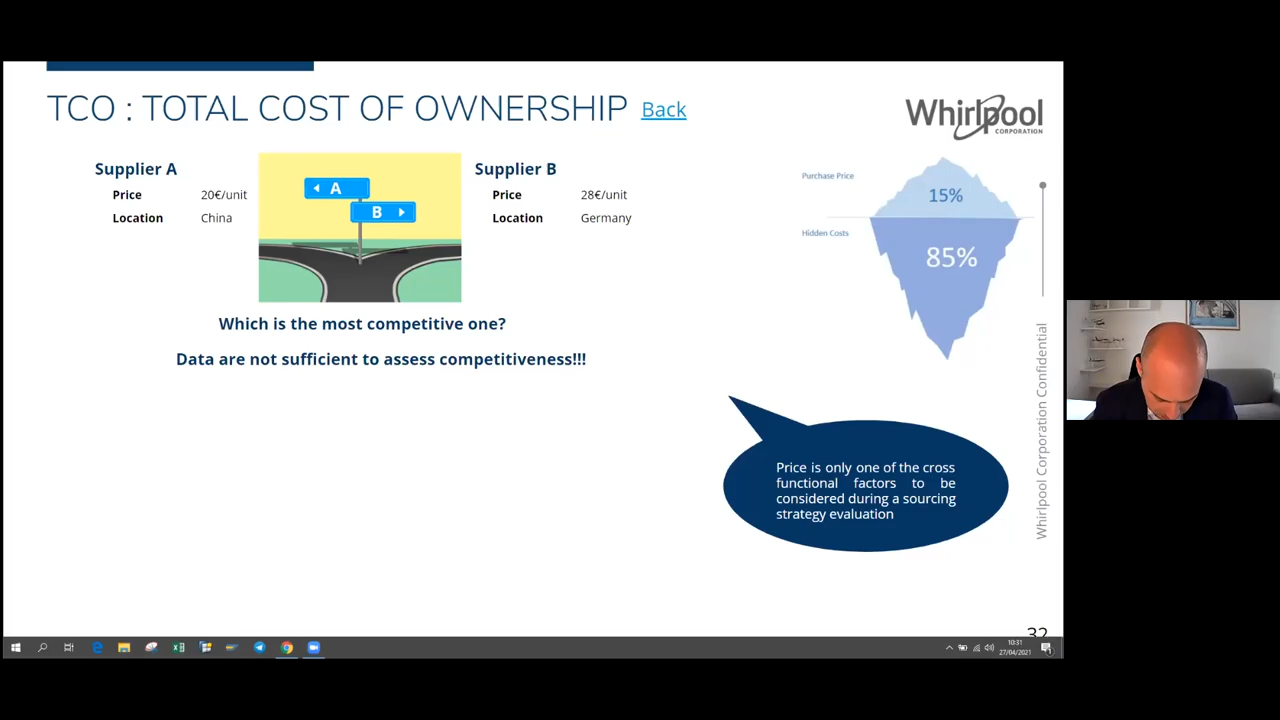 TCO : TOTAL COST OF OWNERSHIP Back
Whirlpool
CORPORATION
Supplier A
Price 20€/unit
Location China
A
B
Supplier B
Price 28€/unit
Location Germany
Purchase Price
15%
Hidden Costs
85%
Which is the most competitive one?
Data are not sufficient to assess competitiveness!!!
Price is only one of the cross
functional factors to be
considered during a sourcing
strategy evaluation
Whirlpool Corporation Confidential
32
10:31
27/04/2021